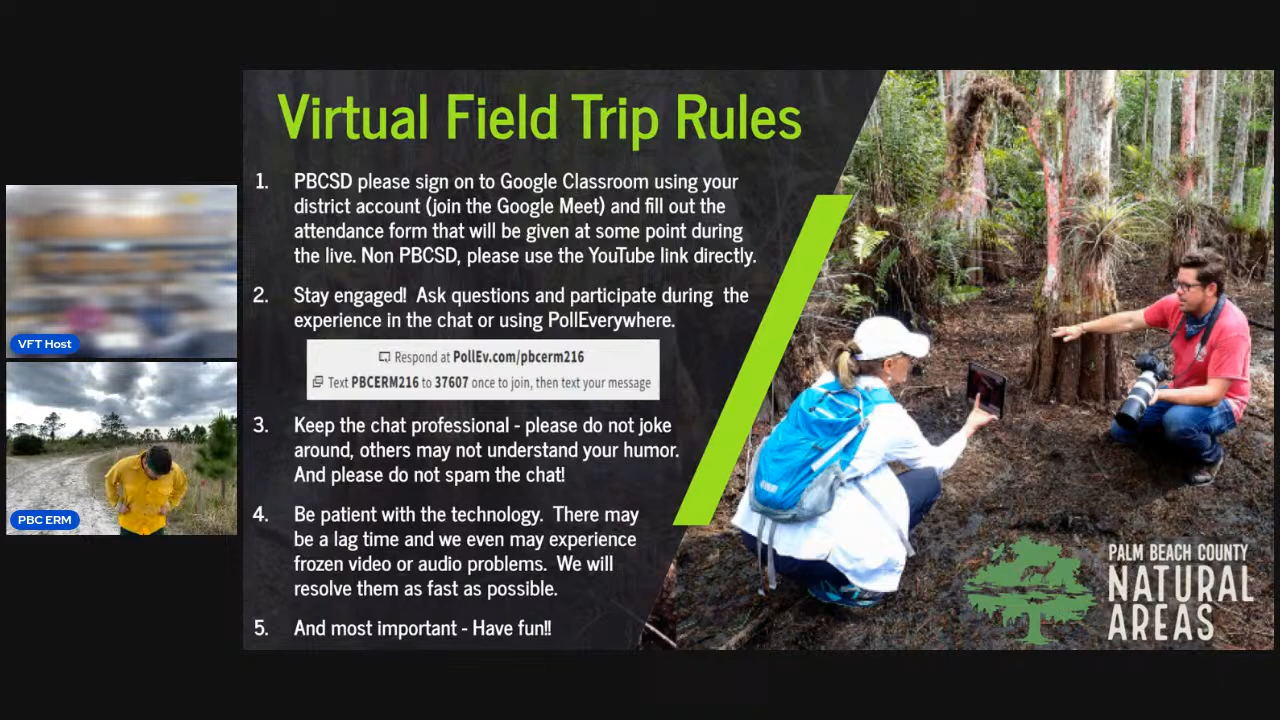 Virtual Field Trip Rules
1. PBCSD please sign on to Google Classroom using your
district account (join the Google Meet) and fill out the
attendance form that will be given at some point during
the live. Non PBCSD, please use the YouTube link directly.
2. Stay engaged! Ask questions and participate during the
experience in the chat or using PollEverywhere.
Respond at PollEv.com/pbcerm216
Text PBCERM216 to 37607 once to join, then text your message
3. Keep the chat professional - please do not joke
around, others may not understand your humor.
And please do not spam the chat!
4. Be patient with the technology. There may
be a lag time and we even may experience
frozen video or audio problems. We will
resolve them as fast as possible.
5. And most important - Have fun!!
VFT Host
PBC ERM
PALM BEACH COUNTY
NATURAL
AREAS